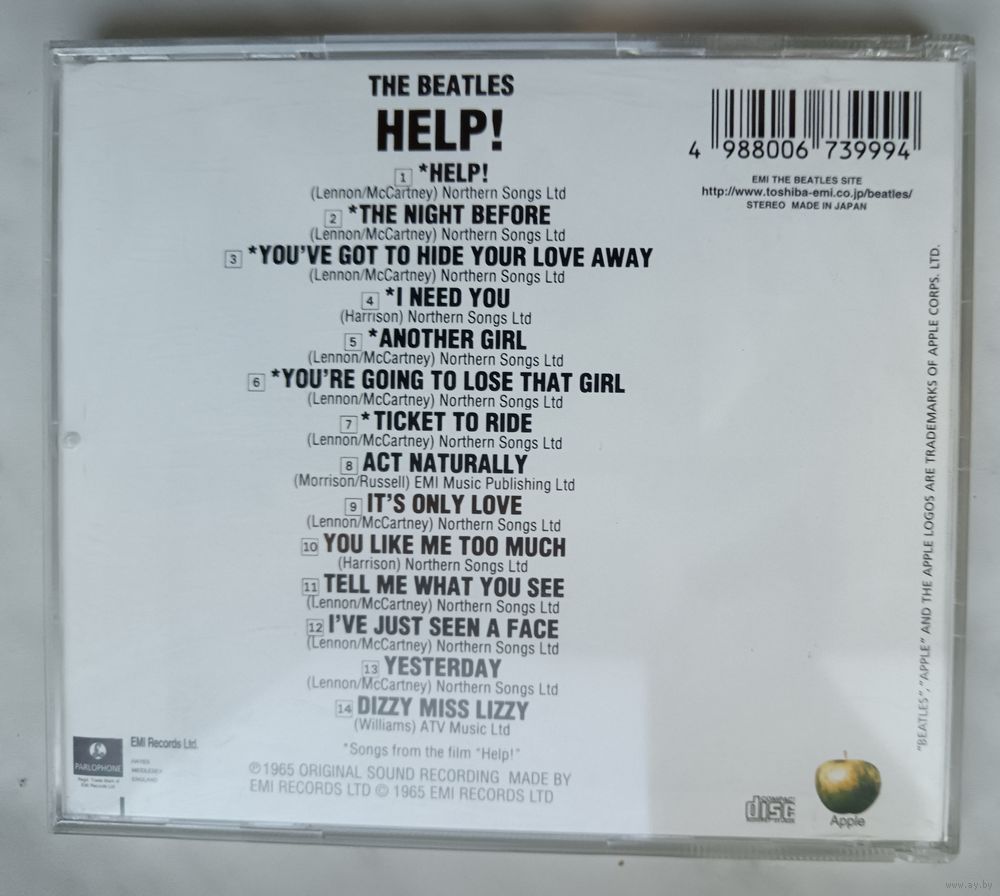 THE BEATLES
HELP!
1 *HELP!
(Lennon/McCartney) Northern Songs Ltd
2 *THE NIGHT BEFORE
(Lennon/McCartney) Northern Songs Ltd
3 *YOU'VE GOT TO HIDE YOUR LOVE AWAY
(Lennon/McCartney) Northern Songs Ltd
4 *I NEED YOU
(Harrison) Northern Songs Ltd
5 *ANOTHER GIRL
(Lennon/McCartney) Northern Songs Ltd
6 *YOU'RE GOING TO LOSE THAT GIRL
(Lennon/McCartney) Northern Songs Ltd
7 *TICKET TO RIDE
(Lennon/McCartney) Northern Songs Ltd
8 ACT NATURALLY
(Morrison/Russell) EMI Music Publishing Ltd
9 IT'S ONLY LOVE
(Lennon/McCartney) Northern Songs Ltd
10 YOU LIKE ME TOO MUCH
(Harrison) Northern Songs Ltd
11 TELL ME WHAT YOU SEE
(Lennon/McCartney) Northern Songs Ltd
12 I'VE JUST SEEN A FACE
(Lennon/McCartney) Northern Songs Ltd
13 YESTERDAY
(Lennon/McCartney) Northern Songs Ltd
14 DIZZY MISS LIZZY
(Williams) ATV Music Ltd
*Songs from the film "Help!"
℗1965 ORIGINAL SOUND RECORDING MADE BY
EMI RECORDS LTD © 1965 EMI RECORDS LTD
4 988006 739994
EMI THE BEATLES SITE
http://www.toshiba-emi.co.jp/beatles/
STEREO MADE IN JAPAN
"BEATLES", "APPLE" AND THE APPLE LOGOS ARE TRADEMARKS OF APPLE CORPS. LTD.
PARLOPHONE
EMI Records Ltd.
HAYES
MIDDLESEX
ENGLAND
COMPACT
disc
Apple
www.ay.by